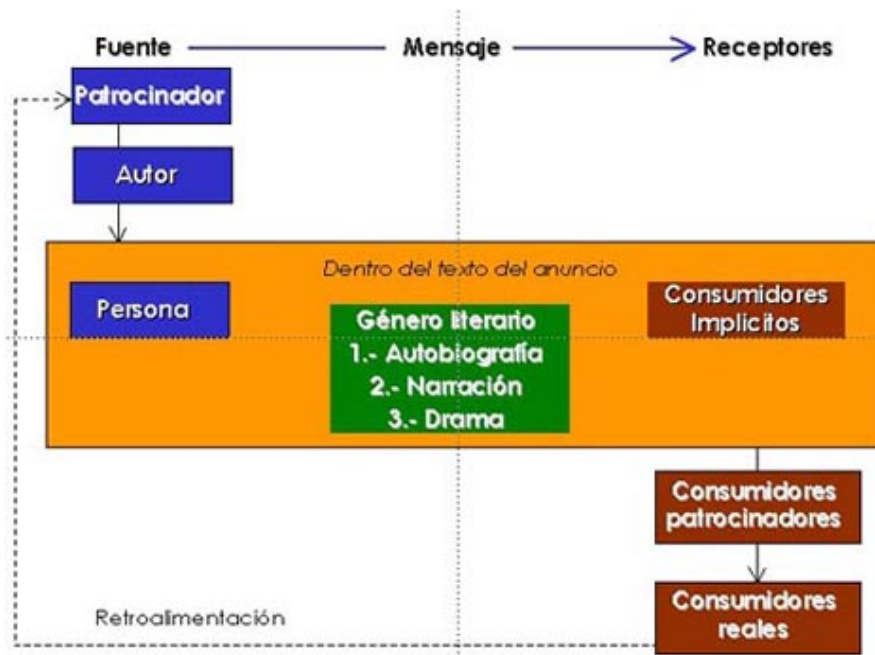 Fuente
Mensaje
Receptores
Patrocinador
Autor
Dentro del texto del anuncio
Persona
Género literario
1.- Autobiografía
2.- Narración
3.- Drama
Consumidores
Implicitos
Consumidores
patrocinadores
Consumidores
reales
Retroalimentación